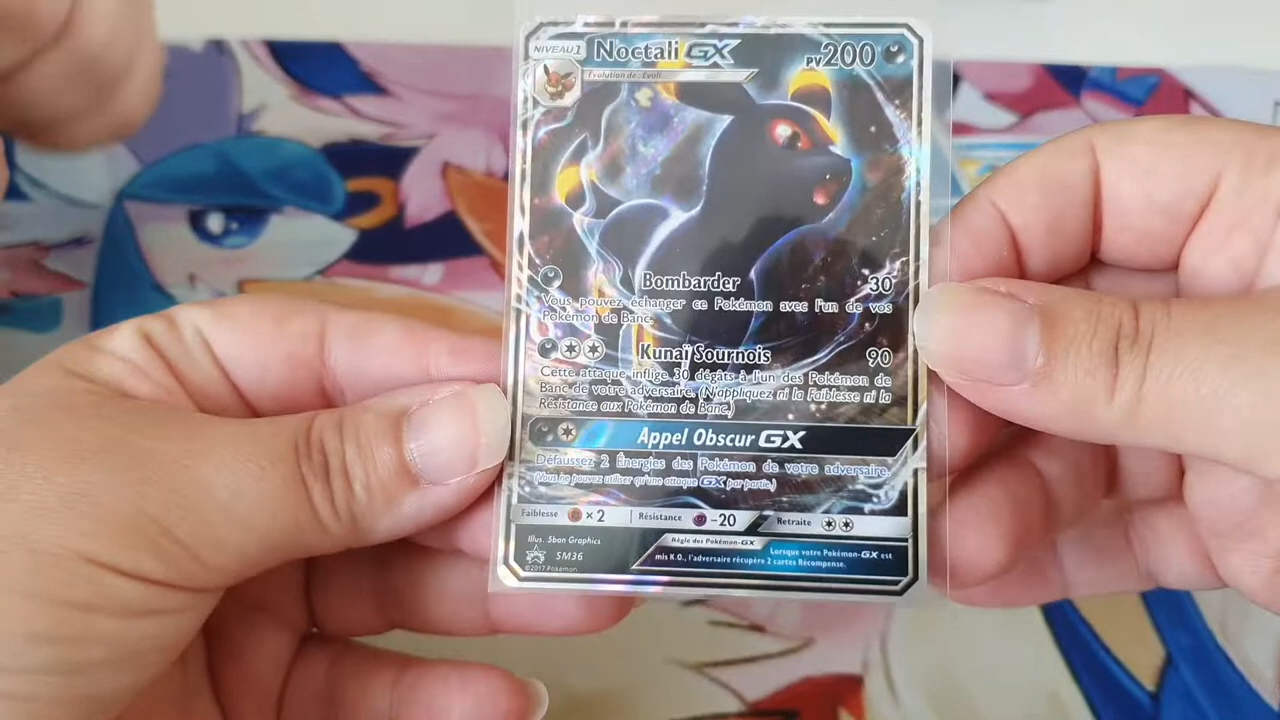 NIVEAU 1 Noctali GX PV200
Évolution de : Évoli
Bombarder 30
Vous pouvez échanger ce Pokémon avec l'un de vos
Pokémon de Banc.
Kunaï Sournois 90
Cette attaque inflige 30 dégâts à l'un des Pokémon de
Banc de votre adversaire. (N'appliquez ni la Faiblesse ni la
Résistance aux Pokémon de Banc.)
Appel Obscur GX
Défaussez 2 Énergies des Pokémon de votre adversaire.
(Vous ne pouvez utiliser qu'une attaque GX par partie.)
Faiblesse ×2 Résistance -20 Retraite
Illus. 5ban Graphics
SM36
©2017 Pokémon
Règle des Pokémon-GX
Lorsque votre Pokémon-GX est
mis K.O., l'adversaire récupère 2 cartes Récompense.